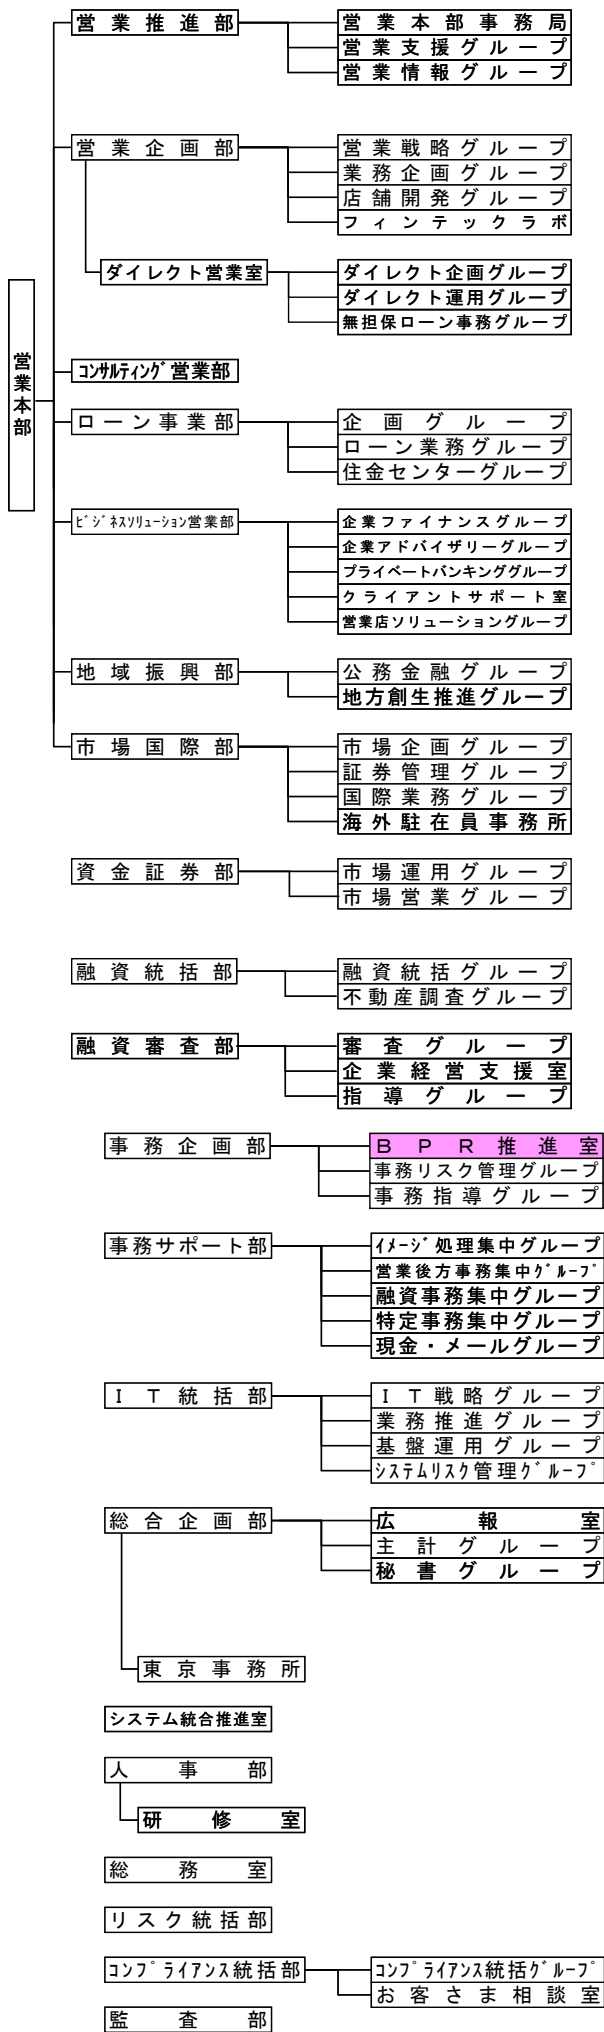 営業推進部
営業本部事務局
営業支援グループ
営業情報グループ
営業企画部
営業戦略グループ
業務企画グループ
店舗開発グループ
フィンテックラボ
ダイレクト営業室
ダイレクト企画グループ
ダイレクト運用グループ
無担保ローン事務グループ
営業本部
ｺﾝｻﾙﾃｨﾝｸﾞ営業部
ローン事業部
企画グループ
ローン業務グループ
住金センターグループ
ﾋﾞｼﾞﾈｽｿﾘｭｰｼｮﾝ営業部
企業ファイナンスグループ
企業アドバイザリーグループ
プライベートバンキンググループ
クライアントサポート室
営業店ソリューショングループ
地域振興部
公務金融グループ
地方創生推進グループ
市場国際部
市場企画グループ
証券管理グループ
国際業務グループ
海外駐在員事務所
資金証券部
市場運用グループ
市場営業グループ
融資統括部
融資統括グループ
不動産調査グループ
融資審査部
審査グループ
企業経営支援室
指導グループ
事務企画部
ＢＰＲ推進室
事務リスク管理グループ
事務指導グループ
事務サポート部
ｲﾒｰｼﾞ処理集中グループ
営業後方事務集中ｸﾞﾙｰﾌﾟ
融資事務集中グループ
特定事務集中グループ
現金・メールグループ
ＩＴ統括部
ＩＴ戦略グループ
業務推進グループ
基盤運用グループ
ｼｽﾃﾑﾘｽｸ管理ｸﾞﾙｰﾌﾟ
総合企画部
広報室
主計グループ
秘書グループ
東京事務所
システム統合推進室
人事部
研修室
総務室
リスク統括部
ｺﾝﾌﾟﾗｲｱﾝｽ統括部
ｺﾝﾌﾟﾗｲｱﾝｽ統括ｸﾞﾙｰﾌﾟ
お客さま相談室
監査部